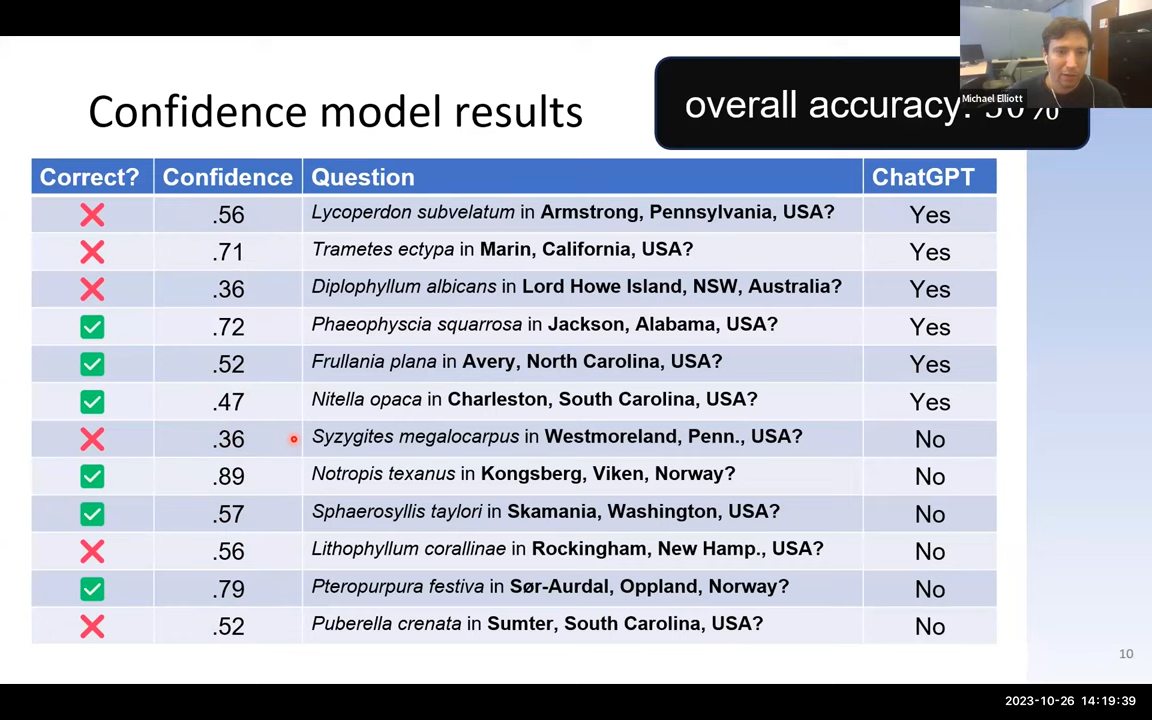 Confidence model results
overall accuracy: 50%
Michael Elliott
Correct? Confidence Question ChatGPT
.56 Lycoperdon subvelatum in Armstrong, Pennsylvania, USA? Yes
.71 Trametes ectypa in Marin, California, USA? Yes
.36 Diplophyllum albicans in Lord Howe Island, NSW, Australia? Yes
.72 Phaeophyscia squarrosa in Jackson, Alabama, USA? Yes
.52 Frullania plana in Avery, North Carolina, USA? Yes
.47 Nitella opaca in Charleston, South Carolina, USA? Yes
.36 Syzygites megalocarpus in Westmoreland, Penn., USA? No
.89 Notropis texanus in Kongsberg, Viken, Norway? No
.57 Sphaerosyllis taylori in Skamania, Washington, USA? No
.56 Lithophyllum corallinae in Rockingham, New Hamp., USA? No
.79 Pteropurpura festiva in Sør-Aurdal, Oppland, Norway? No
.52 Puberella crenata in Sumter, South Carolina, USA? No
10
2023-10-26 14:19:39